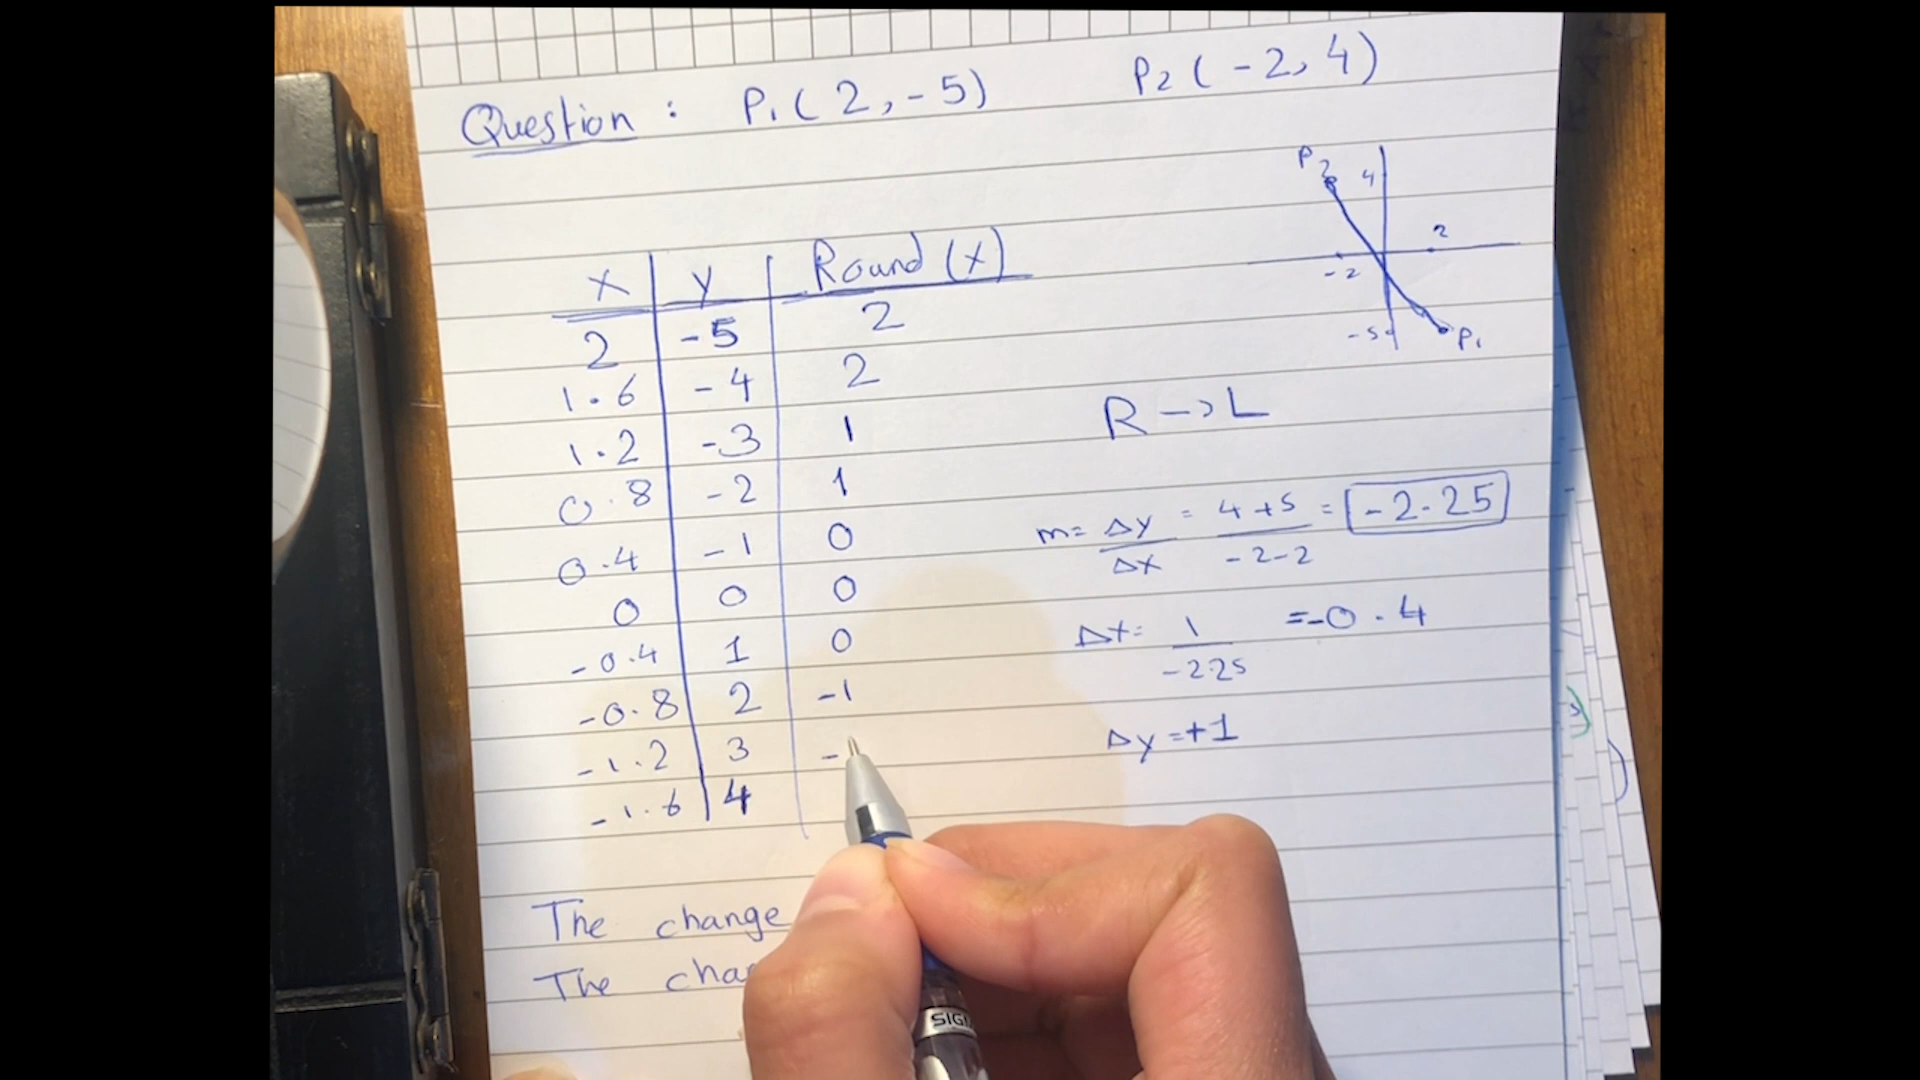 Question : P1 ( 2 , - 5 ) P2 ( - 2 , 4 )
P2 4
2
- 2
- 5 P1
x y Round (x)
2 - 5 2
1.6 - 4 2
1.2 - 3 1
0.8 - 2 1
0.4 - 1 0
0 0 0
- 0.4 1 0
- 0.8 2 - 1
- 1.2 3 -
- 1.6 4
R -> L
m = Δy / Δx = 4 + 5 / - 2 - 2 = - 2.25
Δx = 1 / - 2.25 = - 0.4
Δy = + 1
The change
The cha
SIG